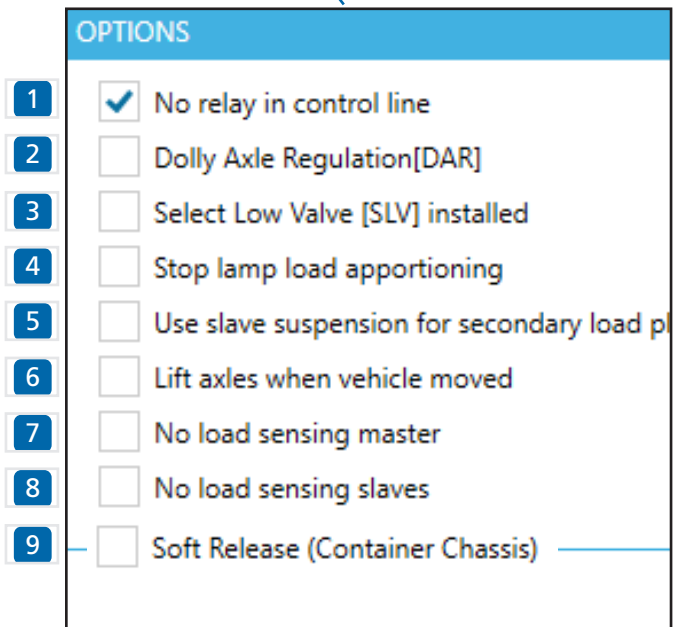 OPTIONS
1 No relay in control line
2 Dolly Axle Regulation[DAR]
3 Select Low Valve [SLV] installed
4 Stop lamp load apportioning
5 Use slave suspension for secondary load
6 Lift axles when vehicle moved
7 No load sensing master
8 No load sensing slaves
9 Soft Release (Container Chassis)